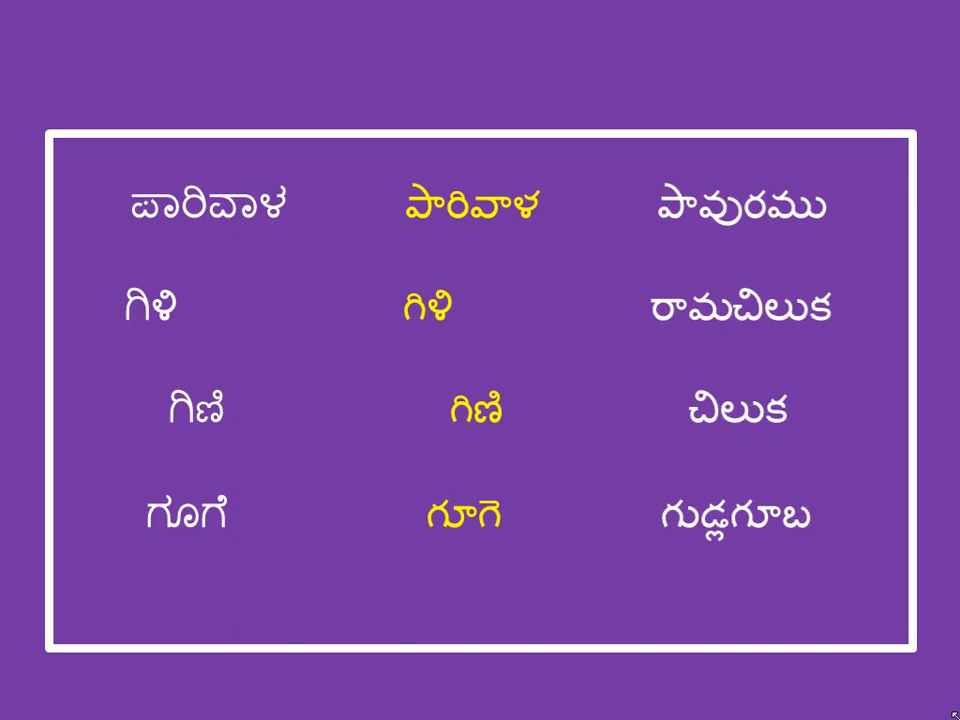 ಪಾರಿವಾಳ పారివాళ పావురము
ಗಿಳಿ గిళి రామచిలుక
ಗಿಣಿ గిణి చిలుక
ಗೂಗೆ గూగె గుడ్లగూబ